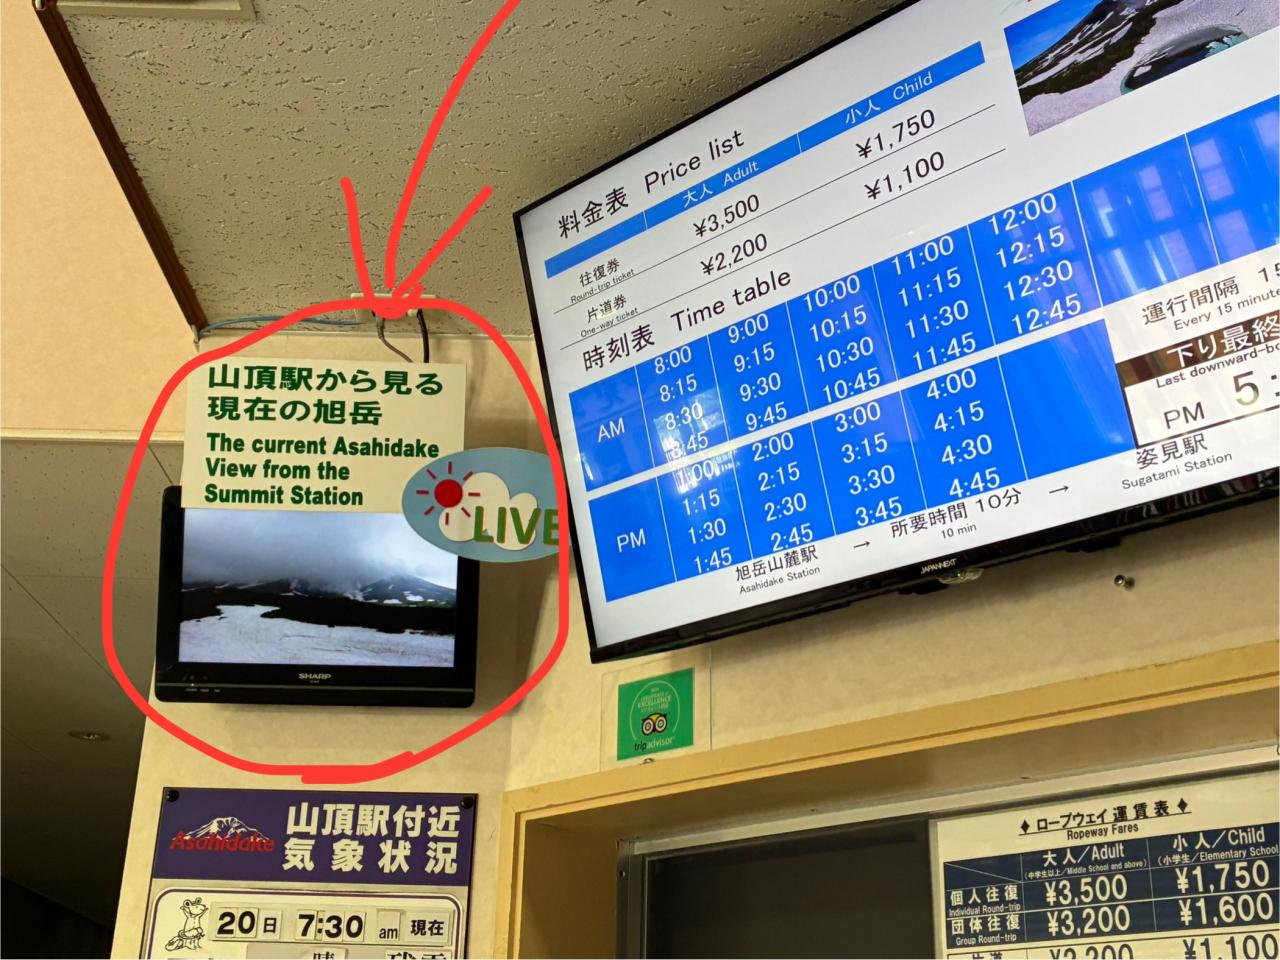 山頂駅から見る
現在の旭岳
The current Asahidake
View from the
Summit Station
LIVE
SHARP
料金表 Price list
大人 Adult 小人 Child
往復券 ¥3,500 ¥1,750
Round-trip ticket
片道券 ¥2,200 ¥1,100
One-way ticket
時刻表 Time table
AM
8:00 9:00 10:00 11:00 12:00
8:15 9:15 10:15 11:15 12:15
8:30 9:30 10:30 11:30 12:30
8:45 9:45 10:45 11:45 12:45
PM
1:00 2:00 3:00 4:00
1:15 2:15 3:15 4:15
1:30 2:30 3:30 4:30
1:45 2:45 3:45 4:45
運行間隔 15
Every 15 minute
下り最終
Last downward-bo
PM 5:
旭岳山麓駅 → 所要時間 10分 → 姿見駅
Asahidake Station 10 min Sugatami Station
JAPANNEXT
EXCELLENCE
tripadvisor
Asahidake
山頂駅付近
気象状況
20日 7:30 am 現在
晴
◆ ロープウェイ運賃表 ◆
Ropeway Fares
大人/Adult 小人/Child
(中学生以上/Middle School and above) (小学生/Elementary School
個人往復 ¥3,500 ¥1,750
Individual Round-trip
団体往復 ¥3,200 ¥1,600
Group Round-trip
片道 2,200 ¥1,100